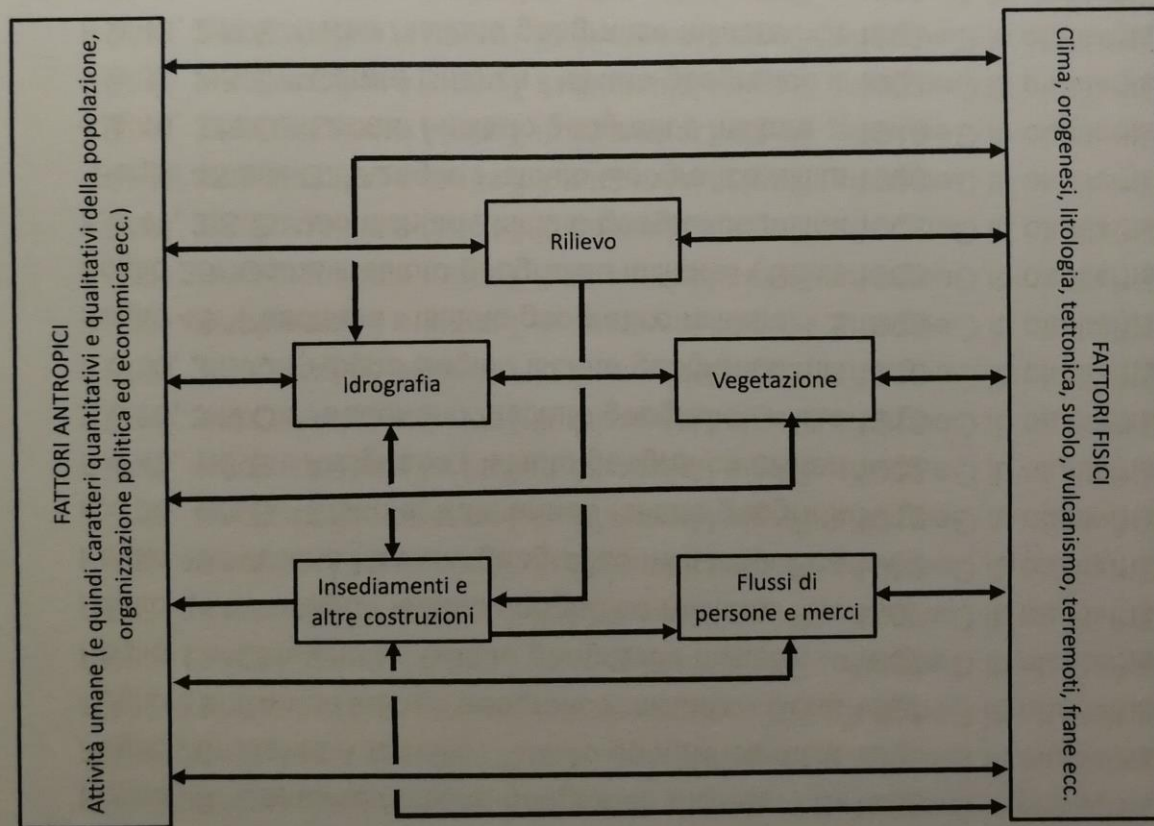 FATTORI ANTROPICI
Attività umane (e quindi caratteri quantitativi e qualitativi della popolazione,
organizzazione politica ed economica ecc.)
Rilievo
Idrografia
Vegetazione
Insediamenti e
altre costruzioni
Flussi di
persone e merci
FATTORI FISICI
Clima, orogenesi, litologia, tettonica, suolo, vulcanismo, terremoti, frane ecc.